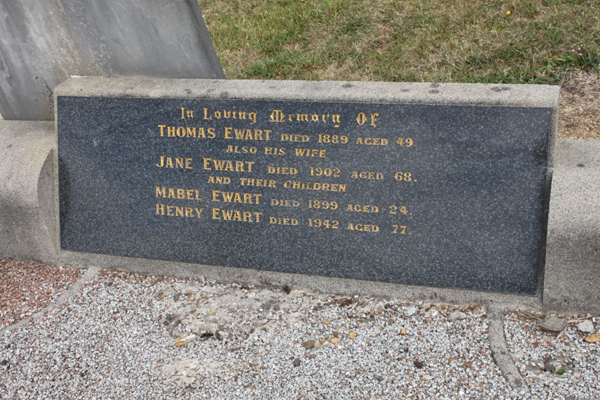 In Loving Memory Of
THOMAS EWART DIED 1889 AGED 49
ALSO HIS WIFE
JANE EWART DIED 1902 AGED 68.
AND THEIR CHILDREN
MABEL EWART DIED 1899 AGED 24.
HENRY EWART DIED 1942 AGED 77.